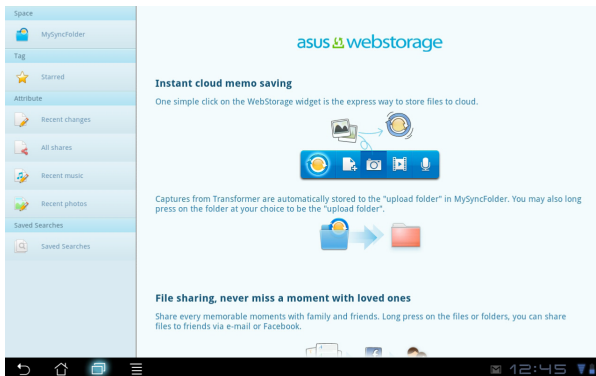 Space
MySyncFolder
Tag
Starred
Attribute
Recent changes
All shares
Recent music
Recent photos
Saved Searches
Saved Searches
asus webstorage
Instant cloud memo saving
One simple click on the WebStorage widget is the express way to store files to cloud.
Captures from Transformer are automatically stored to the "upload folder" in MySyncFolder. You may also long
press on the folder at your choice to be the "upload folder".
File sharing, never miss a moment with loved ones
Share every memorable moments with family and friends. Long press on the files or folders, you can share
files to friends via e-mail or Facebook.
12:45